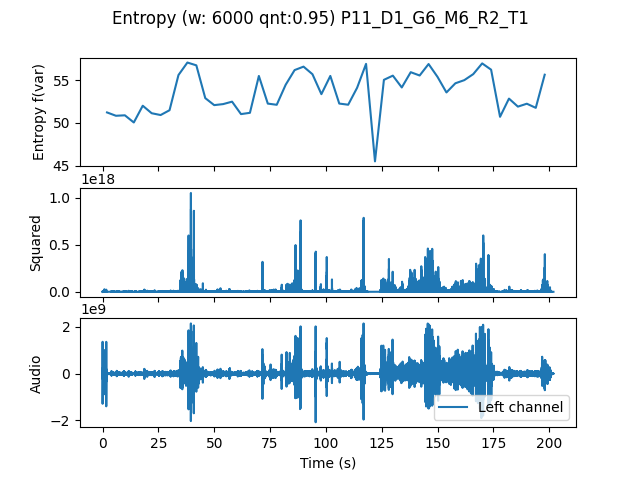 Entropy (w: 6000 qnt:0.95) P11_D1_G6_M6_R2_T1
Entropy f(var)
55
50
45
1e18
Squared
1.0
0.5
0.0
1e9
Audio
2
0
−2
Left channel
0 25 50 75 100 125 150 175 200
Time (s)